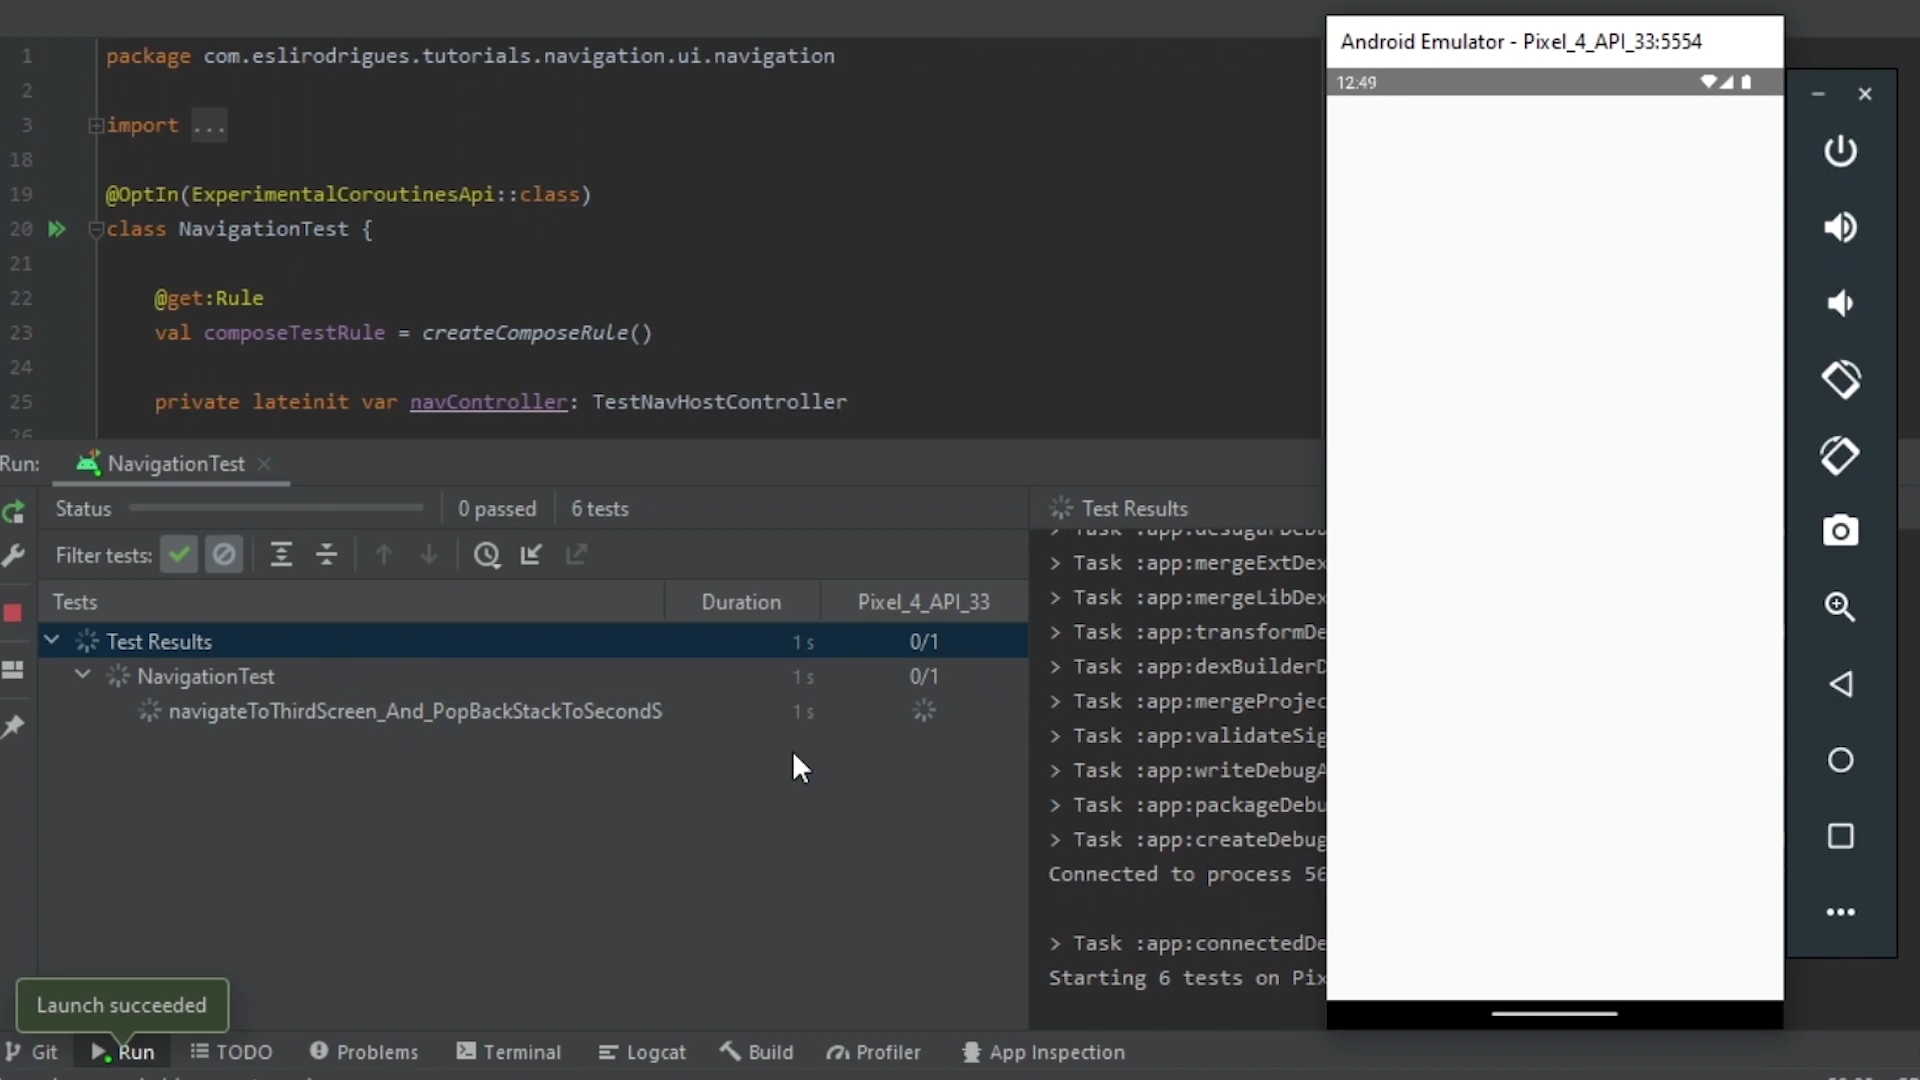 1 package com.eslirodrigues.tutorials.navigation.ui.navigation
2
3 import ...
18
19 @OptIn(ExperimentalCoroutinesApi::class)
20 class NavigationTest {
21
22 @get:Rule
23 val composeTestRule = createComposeRule()
24
25 private lateinit var navController: TestNavHostController
26
Run: NavigationTest
Status 0 passed 6 tests
Filter tests:
Tests Duration Pixel_4_API_33
Test Results 1 s 0/1
NavigationTest 1 s 0/1
navigateToThirdScreen_And_PopBackStackToSecondS 1 s
Test Results
> Task :app:desugarDebu
> Task :app:mergeExtDex
> Task :app:mergeLibDex
> Task :app:transformDe
> Task :app:dexBuilderD
> Task :app:mergeProjec
> Task :app:validateSig
> Task :app:writeDebugA
> Task :app:packageDebu
> Task :app:createDebug
Connected to process 56
> Task :app:connectedDe
Starting 6 tests on Pix
Android Emulator - Pixel_4_API_33:5554
12:49
Launch succeeded
Git Run TODO Problems Terminal Logcat Build Profiler App Inspection